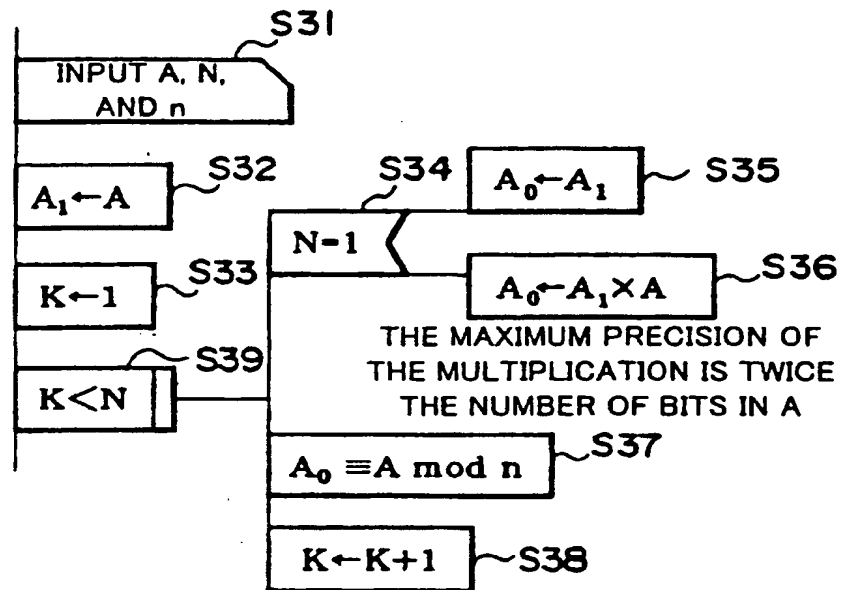 S31
INPUT A, N,
AND n
S32
A₁←A
S33
K←1
S39
K<N
S34
N=1
S35
A₀←A₁
S36
A₀←A₁×A
THE MAXIMUM PRECISION OF
THE MULTIPLICATION IS TWICE
THE NUMBER OF BITS IN A
S37
A₀ ≡A mod n
S38
K←K+1